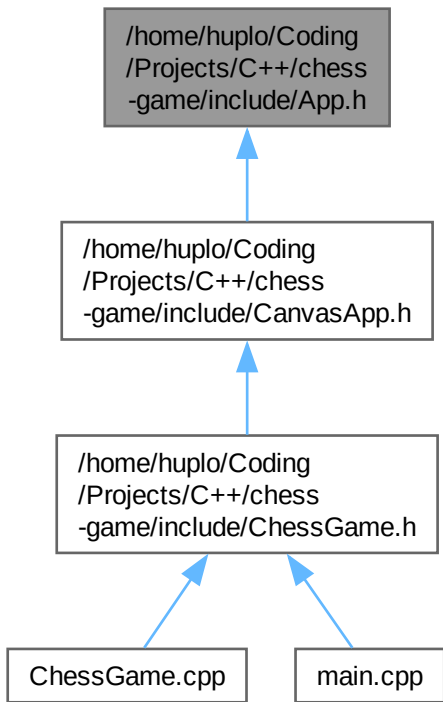 /home/huplo/Coding
/Projects/C++/chess
-game/include/App.h
/home/huplo/Coding
/Projects/C++/chess
-game/include/CanvasApp.h
/home/huplo/Coding
/Projects/C++/chess
-game/include/ChessGame.h
ChessGame.cpp
main.cpp